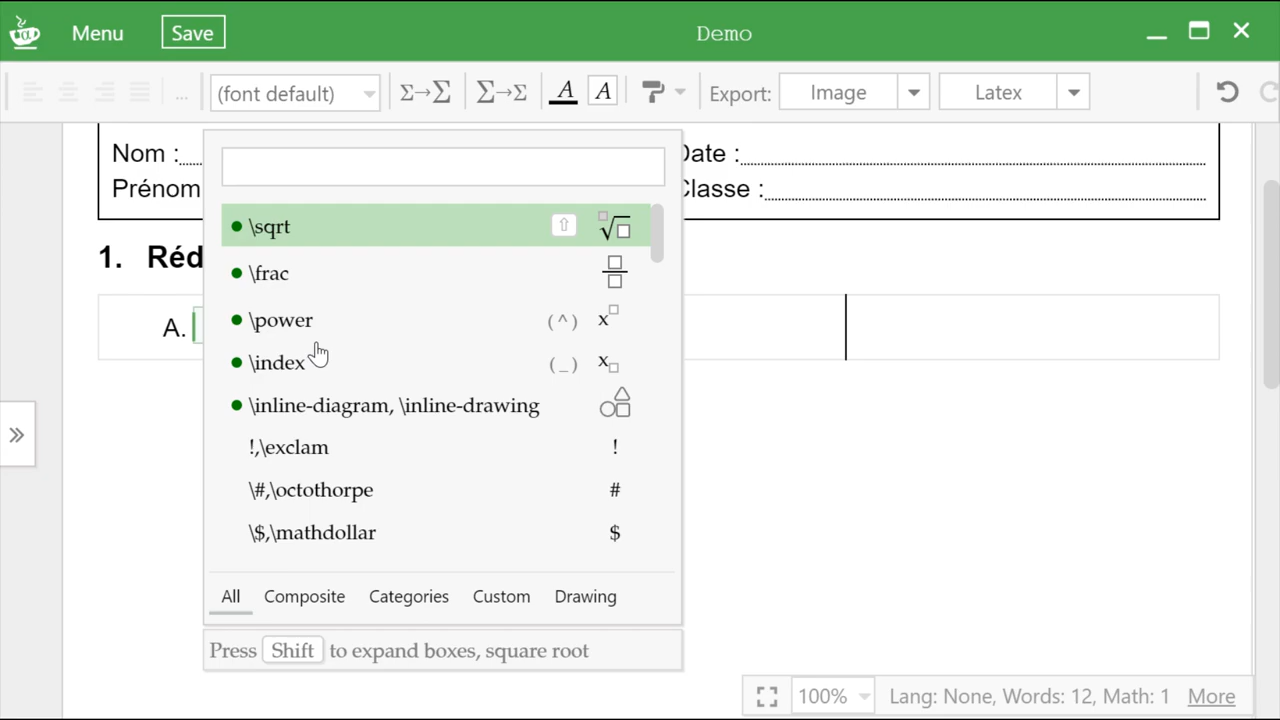 Menu Save Demo
... (font default) Σ→Σ Σ→Σ A A Export: Image Latex
Nom : Date :
Prénom Classe :
1. Réd
A.
\sqrt
\frac
\power (^) x
\index (_) x
\inline-diagram, \inline-drawing
!,\exclam !
\#,\octothorpe #
\$,\mathdollar $
All Composite Categories Custom Drawing
Press Shift to expand boxes, square root
100% Lang: None, Words: 12, Math: 1 More